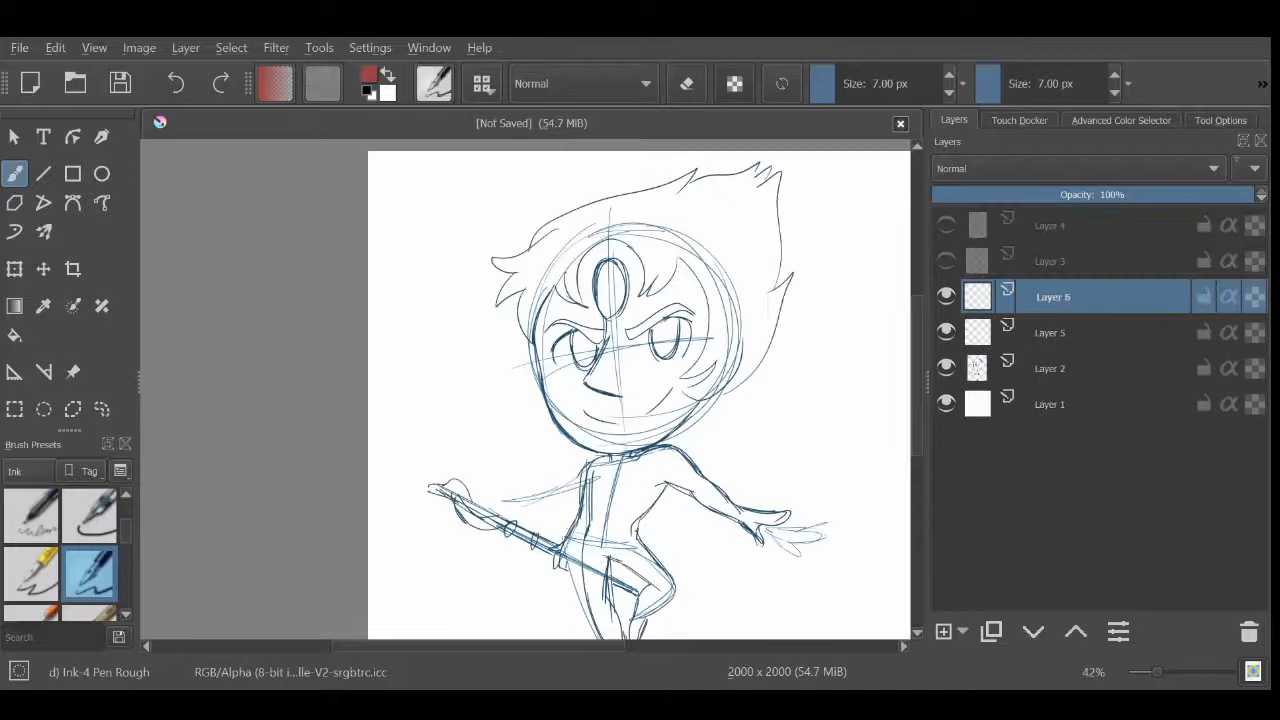 File Edit View Image Layer Select Filter Tools Settings Window Help
Normal Size: 7.00 px Size: 7.00 px
[Not Saved] (54.7 MiB)
Layers Touch Docker Advanced Color Selector Tool Options
Layers
Normal
Opacity: 100%
Layer 4
Layer 3
Layer 6
Layer 5
Layer 2
Layer 1
Brush Presets
Ink Tag
Search
d) Ink-4 Pen Rough RGB/Alpha (8-bit i...lle-V2-srgbtrc.icc 2000 x 2000 (54.7 MiB) 42%